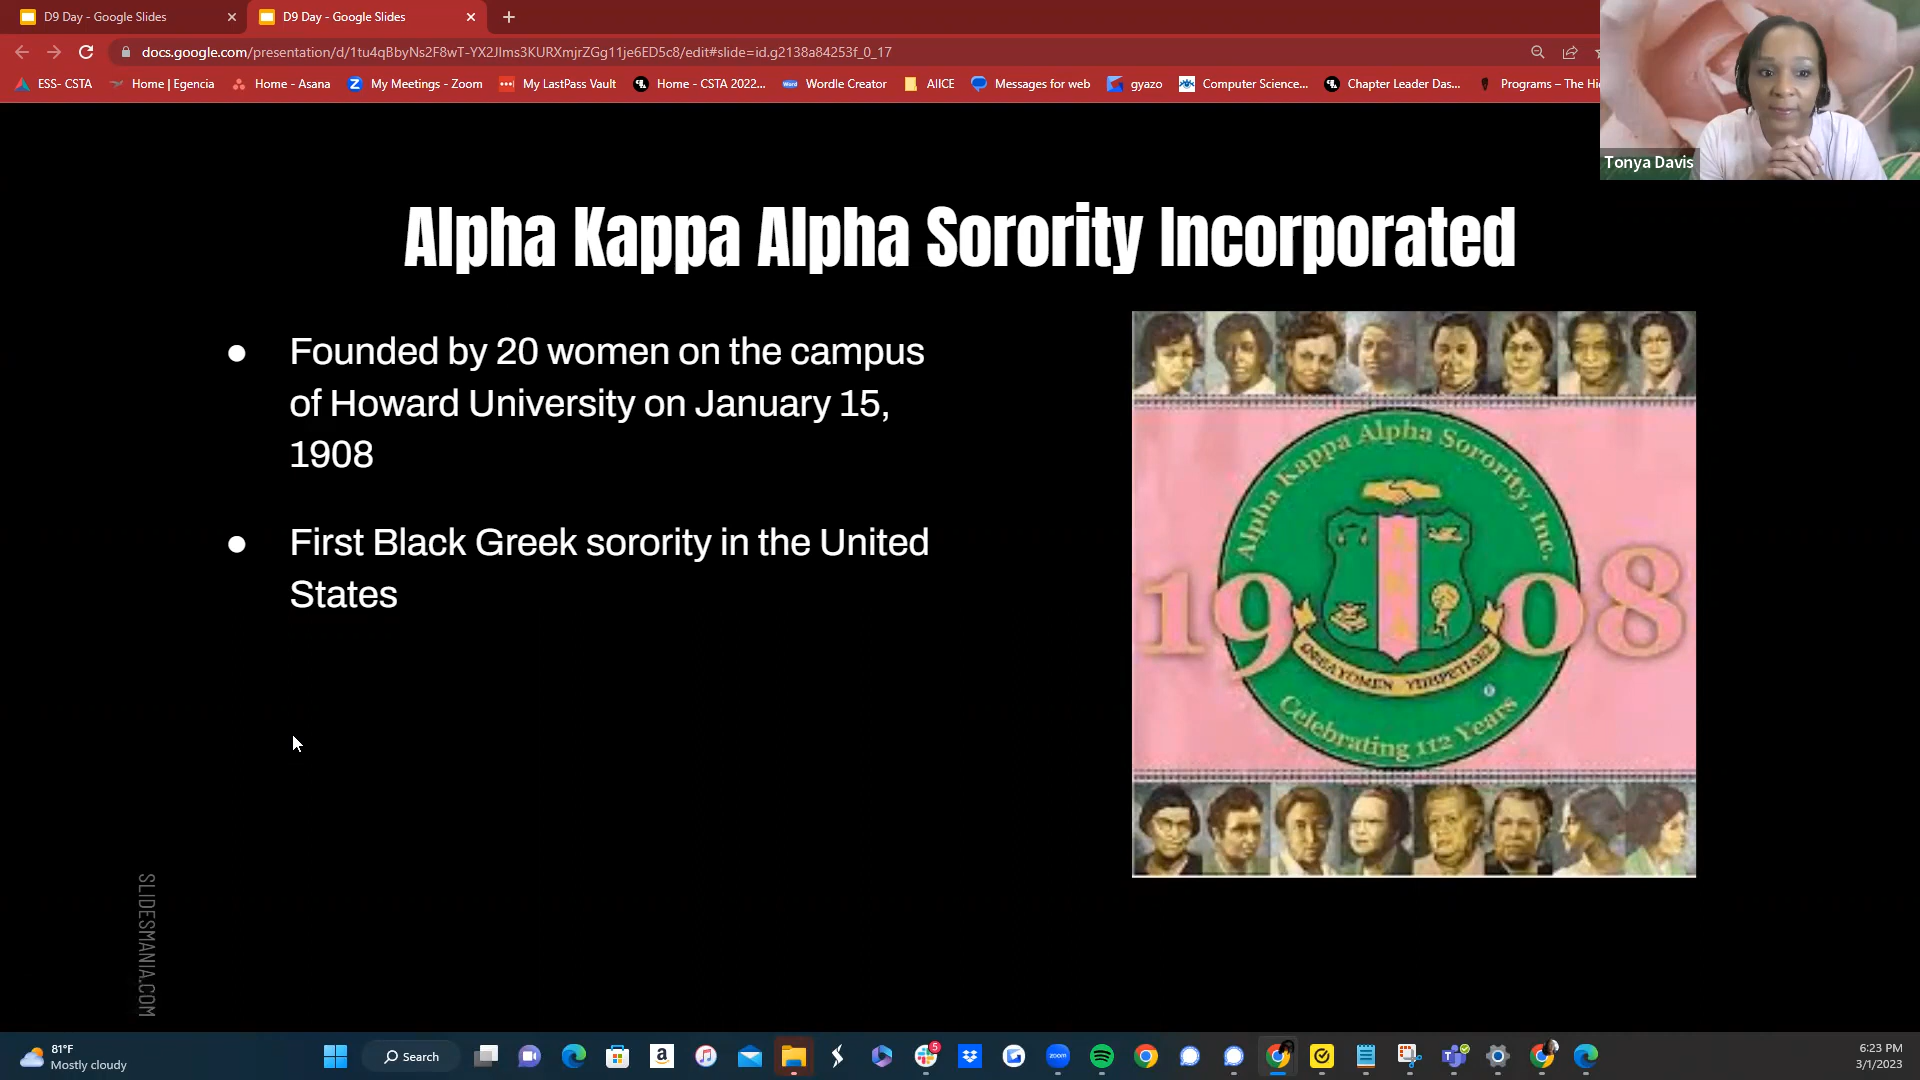 D9 Day - Google Slides
D9 Day - Google Slides
docs.google.com/presentation/d/1tu4qBbyNs2F8wT-YX2JIms3KURXmjrZGg11je6ED5c8/edit#slide=id.g2138a84253f_0_17
ESS- CSTA
Home | Egencia
Home - Asana
My Meetings - Zoom
My LastPass Vault
Home - CSTA 2022...
Wordle Creator
AIICE
Messages for web
gyazo
Computer Science...
Chapter Leader Das...
Programs – The Hi
Tonya Davis
Alpha Kappa Alpha Sorority Incorporated
● Founded by 20 women on the campus
of Howard University on January 15,
1908
● First Black Greek sorority in the United
States
Alpha Kappa Alpha Sorority, Inc.
1908
Celebrating 112 Years
SLIDESMANIA.COM
81°F
Mostly cloudy
Search
5
zoom
6:23 PM
3/1/2023